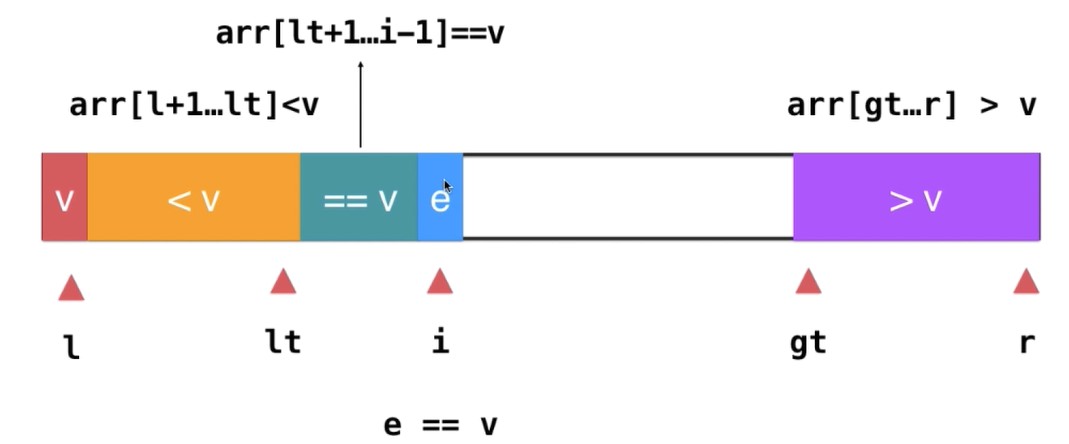 arr[lt+1…i-1]==v
arr[l+1…lt]<v
arr[gt…r] > v
v
< v
== v
e
> v
l
lt
i
gt
r
e == v